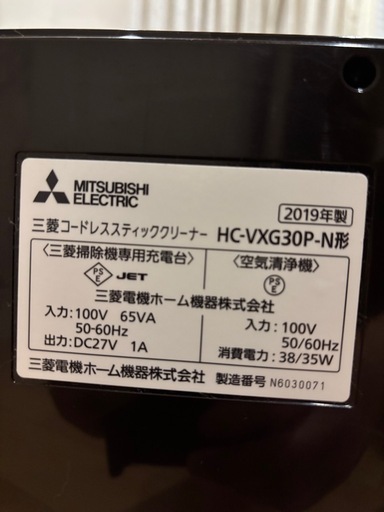 MITSUBISHI
ELECTRIC
2019年製
三菱コードレススティッククリーナー HC-VXG30P-N形
〈三菱掃除機専用充電台〉
PS
E
JET
〈空気清浄機〉
PS
E
三菱電機ホーム機器株式会社
入力：100V 65VA
50-60Hz
出力：DC27V 1A
入力：100V
50/60Hz
消費電力：38/35W
三菱電機ホーム機器株式会社 製造番号 N6030071